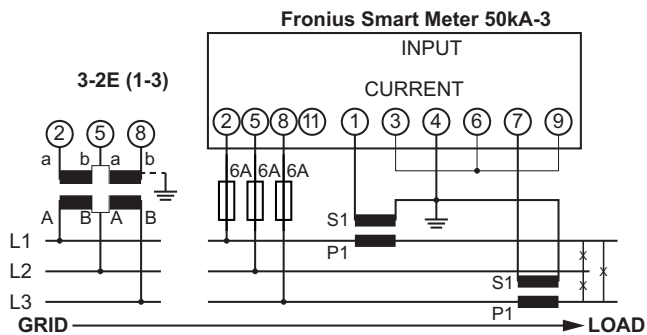 Fronius Smart Meter 50kA-3
INPUT
3-2E (1-3)
CURRENT
2 5 8 2 5 8 11 1 3 4 6 7 9
a b a b
6A 6A 6A
A B A B
S1
L1
P1
L2
S1
x x x
L3
P1
GRID LOAD